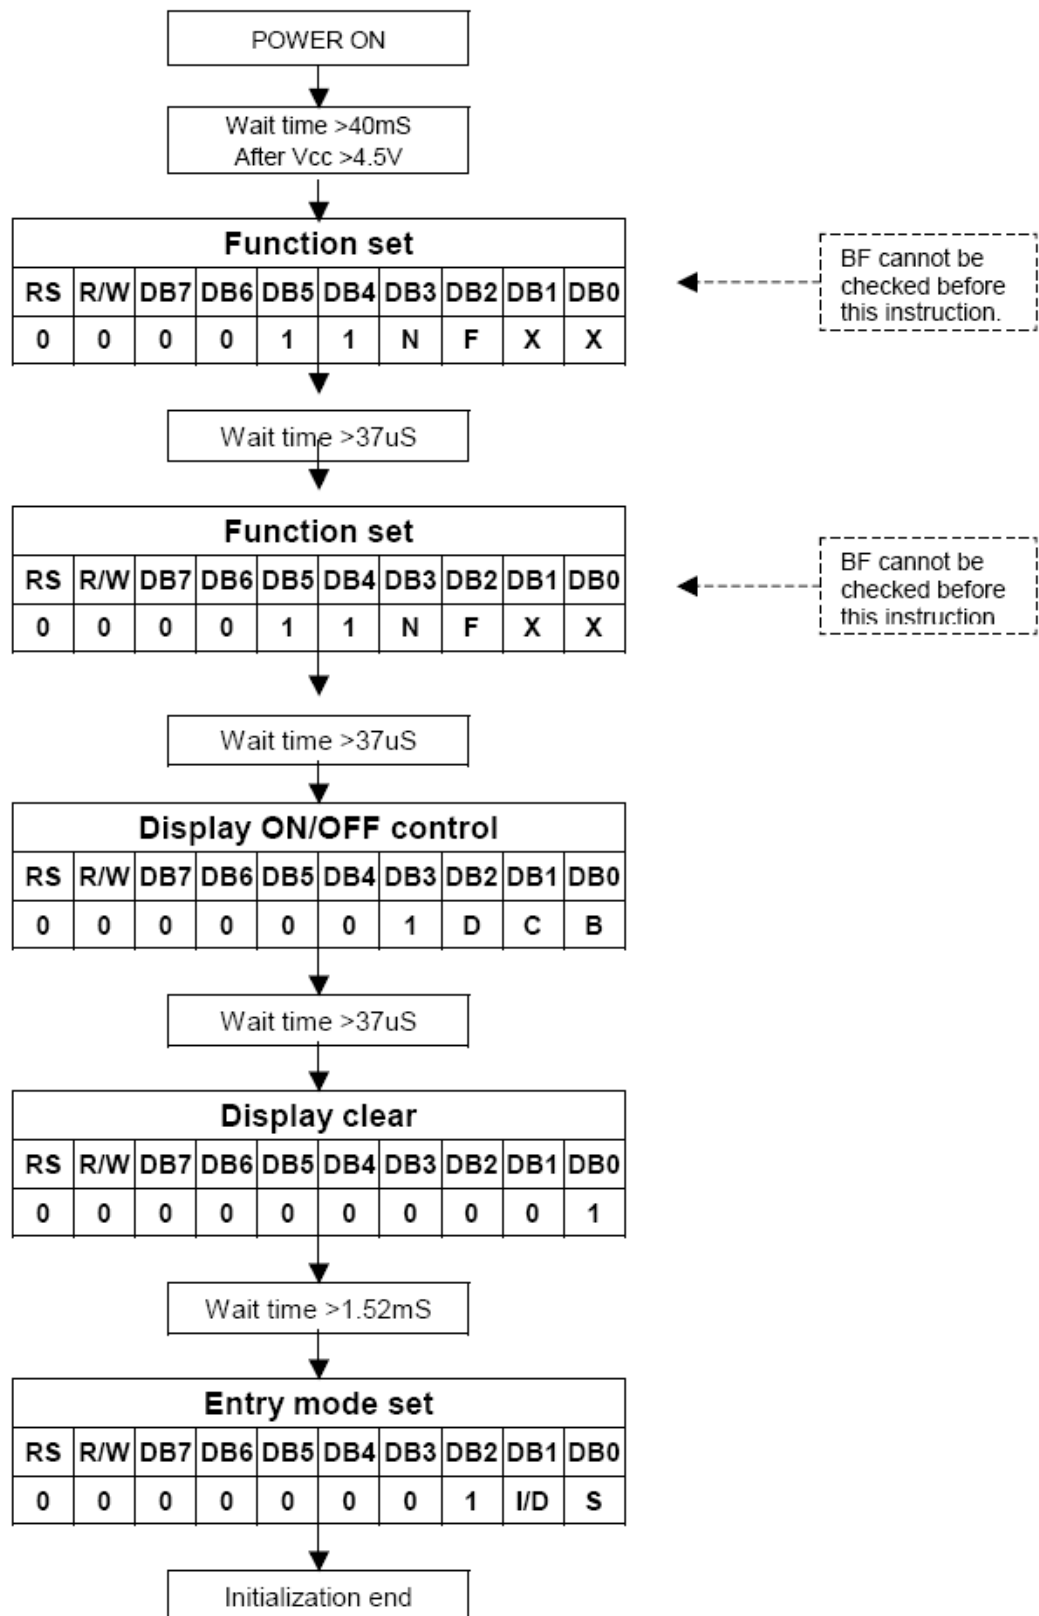 POWER ON
Wait time >40mS
After Vcc >4.5V
Function set
RS R/W DB7 DB6 DB5 DB4 DB3 DB2 DB1 DB0
0 0 0 0 1 1 N F X X
BF cannot be
checked before
this instruction.
Wait time >37uS
Function set
RS R/W DB7 DB6 DB5 DB4 DB3 DB2 DB1 DB0
0 0 0 0 1 1 N F X X
BF cannot be
checked before
this instruction
Wait time >37uS
Display ON/OFF control
RS R/W DB7 DB6 DB5 DB4 DB3 DB2 DB1 DB0
0 0 0 0 0 0 1 D C B
Wait time >37uS
Display clear
RS R/W DB7 DB6 DB5 DB4 DB3 DB2 DB1 DB0
0 0 0 0 0 0 0 0 0 1
Wait time >1.52mS
Entry mode set
RS R/W DB7 DB6 DB5 DB4 DB3 DB2 DB1 DB0
0 0 0 0 0 0 0 1 I/D S
Initialization end